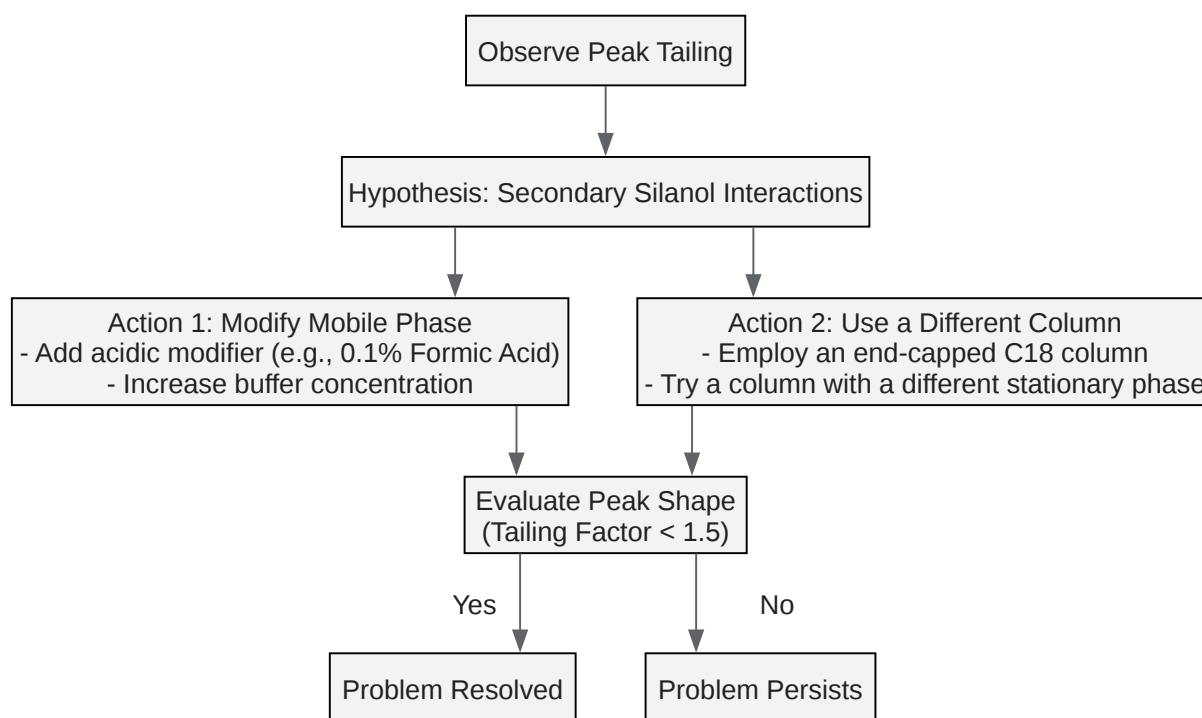 Observe Peak Tailing
Hypothesis: Secondary Silanol Interactions
Action 1: Modify Mobile Phase
- Add acidic modifier (e.g., 0.1% Formic Acid)
- Increase buffer concentration
Action 2: Use a Different Column
- Employ an end-capped C18 column
- Try a column with a different stationary phase
Evaluate Peak Shape
(Tailing Factor < 1.5)
Yes
No
Problem Resolved
Problem Persists